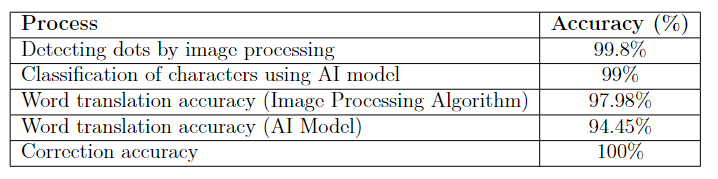 Process Accuracy (%)
Detecting dots by image processing 99.8%
Classification of characters using AI model 99%
Word translation accuracy (Image Processing Algorithm) 97.98%
Word translation accuracy (AI Model) 94.45%
Correction accuracy 100%